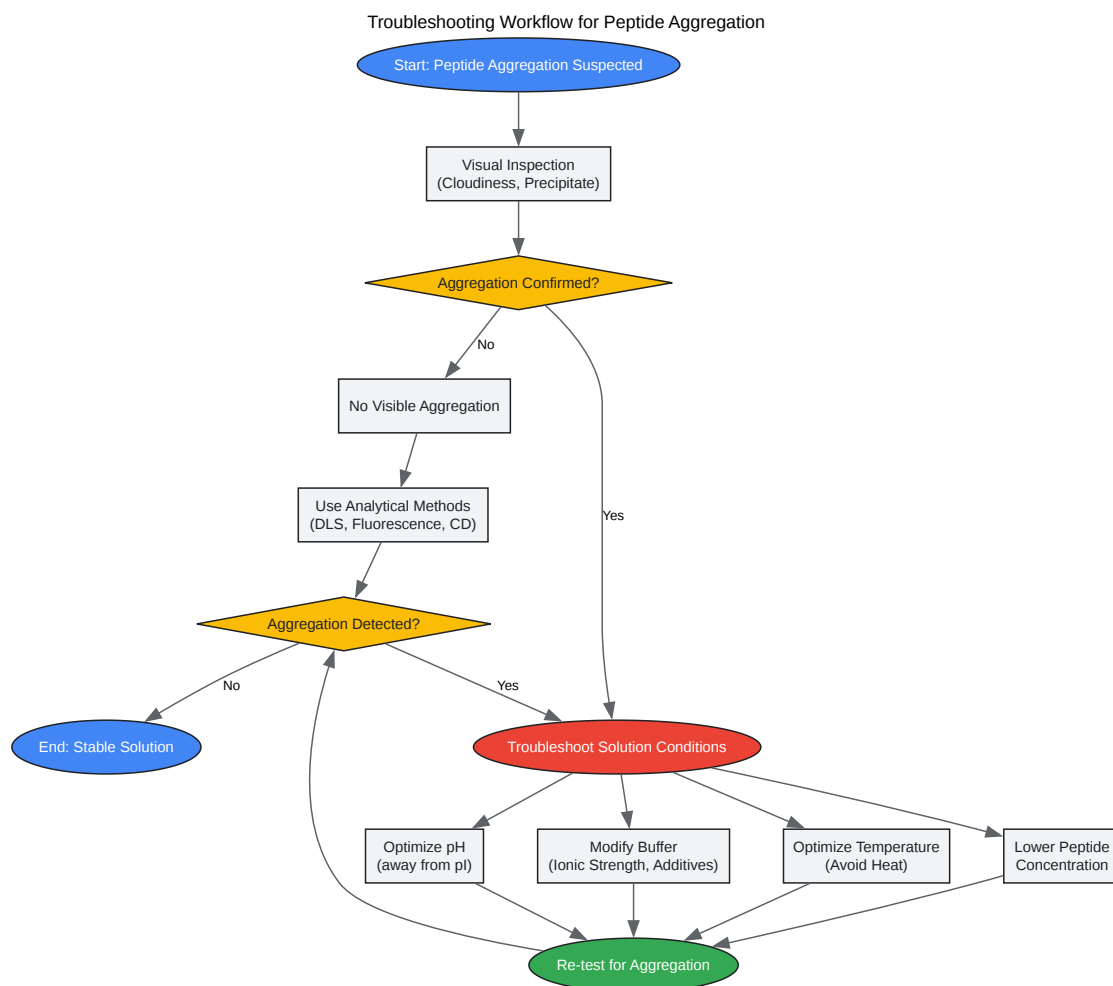 Troubleshooting Workflow for Peptide Aggregation
Start: Peptide Aggregation Suspected
Visual Inspection
(Cloudiness, Precipitate)
Aggregation Confirmed?
No
No Visible Aggregation
Use Analytical Methods
(DLS, Fluorescence, CD)
Yes
Aggregation Detected?
No
Yes
End: Stable Solution
Troubleshoot Solution Conditions
Optimize pH
(away from pI)
Modify Buffer
(Ionic Strength, Additives)
Optimize Temperature
(Avoid Heat)
Lower Peptide
Concentration
Re-test for Aggregation